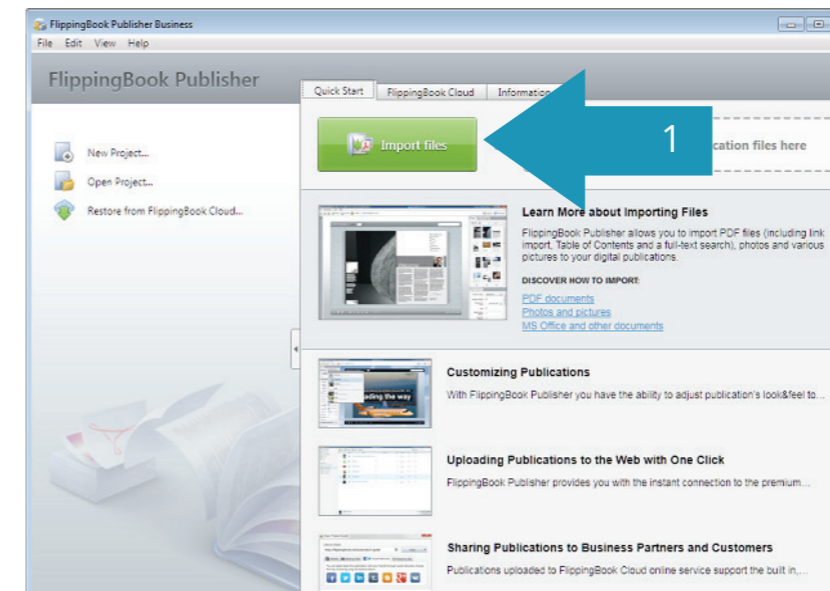 FlippingBook Publisher Business
File Edit View Help
FlippingBook Publisher
Quick Start FlippingBook Cloud Information
New Project...
Open Project...
Restore from FlippingBook Cloud...
Import files
1
cation files here
Learn More about Importing Files
FlippingBook Publisher allows you to import PDF files (including link
import, Table of Contents and a full-text search), photos and various
pictures to your digital publications.
DISCOVER HOW TO IMPORT:
PDF documents
Photos and pictures
MS Office and other documents
Customizing Publications
With FlippingBook Publisher you have the ability to adjust publication's look&feel to...
ading the way
Uploading Publications to the Web with One Click
FlippingBook Publisher provides you with the instant connection to the premium...
Sharing Publications to Business Partners and Customers
Publications uploaded to FlippingBook Cloud online service support the built in,...